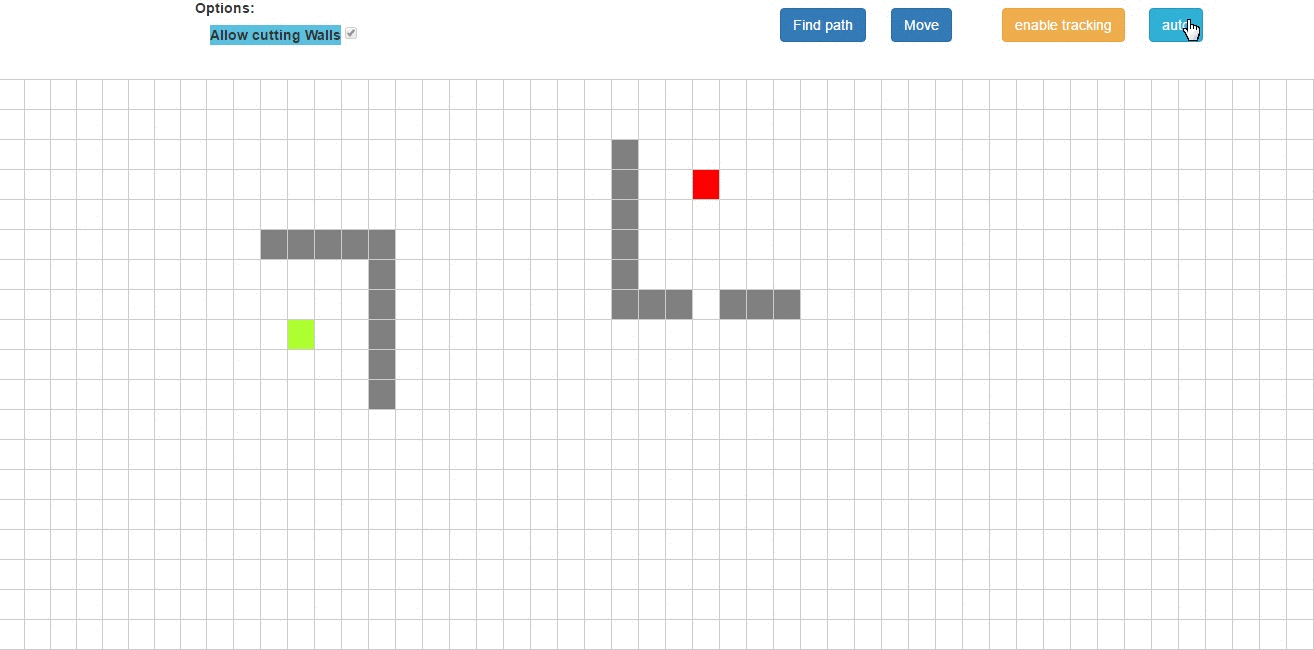 Options:
Allow cutting Walls
Find path
Move
enable tracking